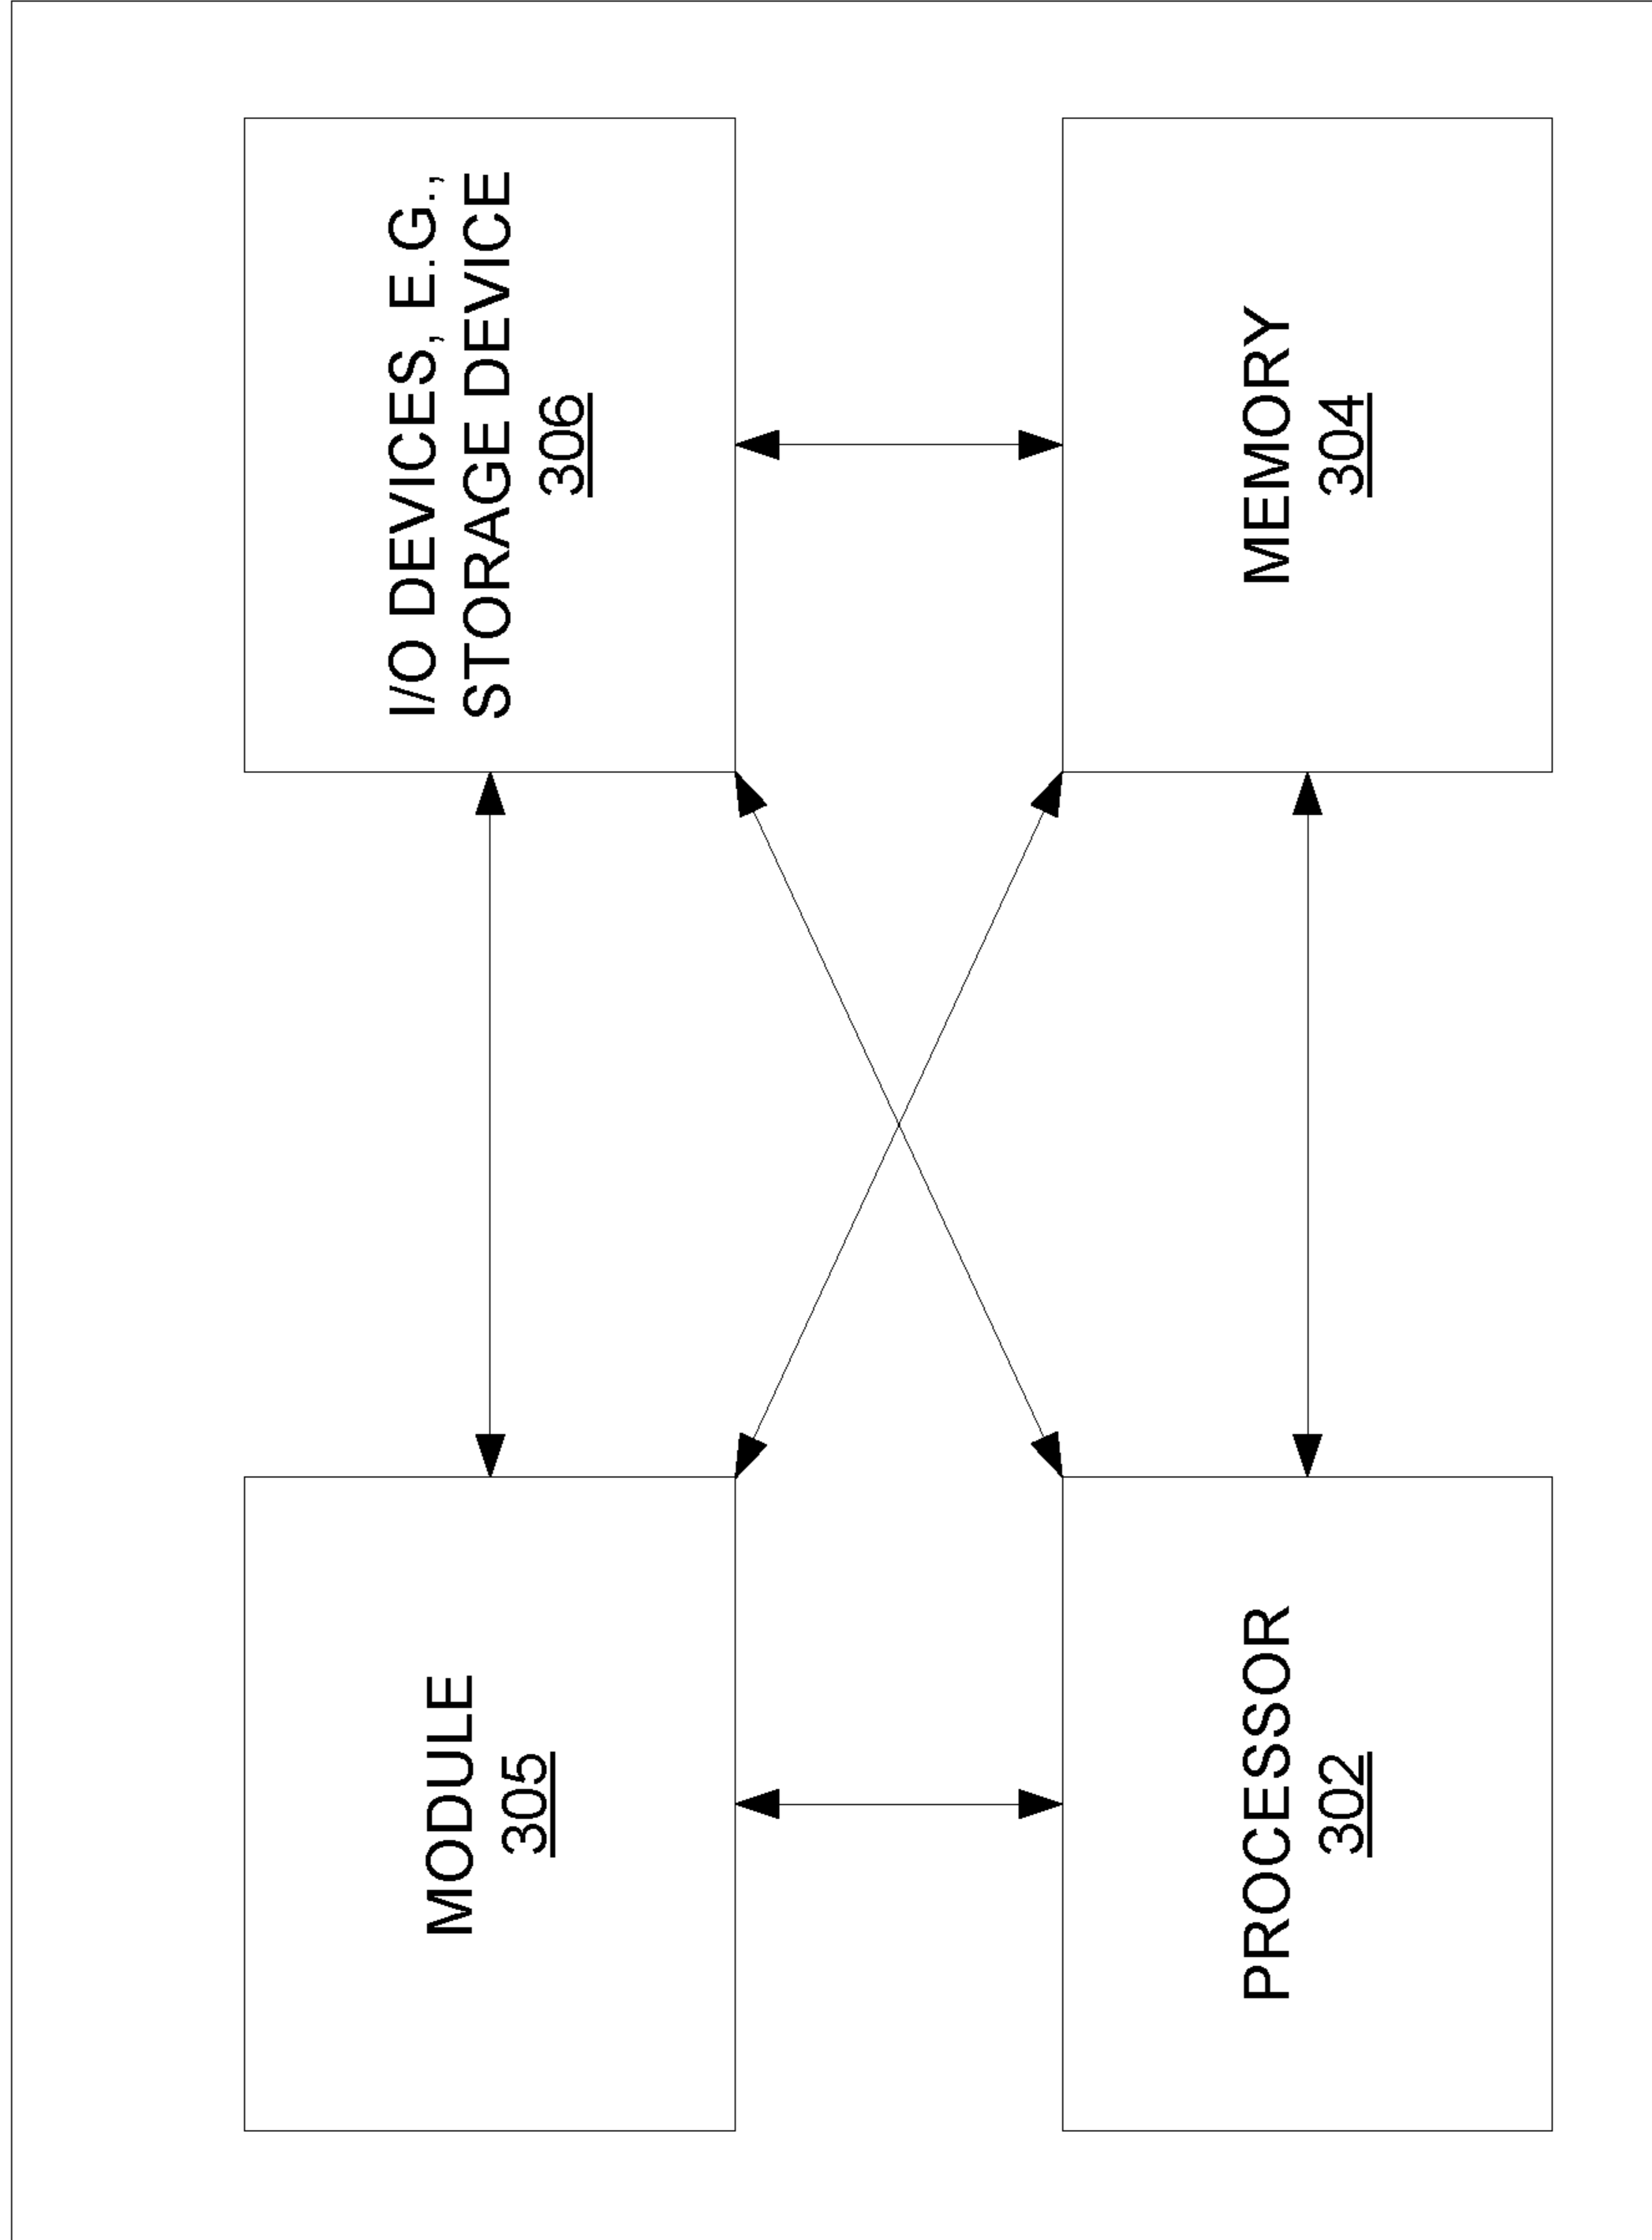 MODULE
305
PROCESSOR
302
I/O DEVICES, E.G.,
STORAGE DEVICE
306
MEMORY
304